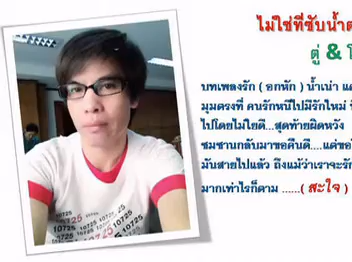 ไม่ใช่ที่ซับน้ำต
ตู่ & โ
บทเพลงรัก ( อกหัก ) น้ำเน่า แต
มุมตรงที่ คนรักหนีไปมีรักใหม่
ไปโดยไม่ใยดี...สุดท้ายผิดหวัง
ซมซานกลับมาขอคืนดี....แต่ขอ
มันสายไปแล้ว ถึงแม้ว่าเราจะรัก
มากเท่าไรก็ตาม ......( สะใจ )
10725
10725